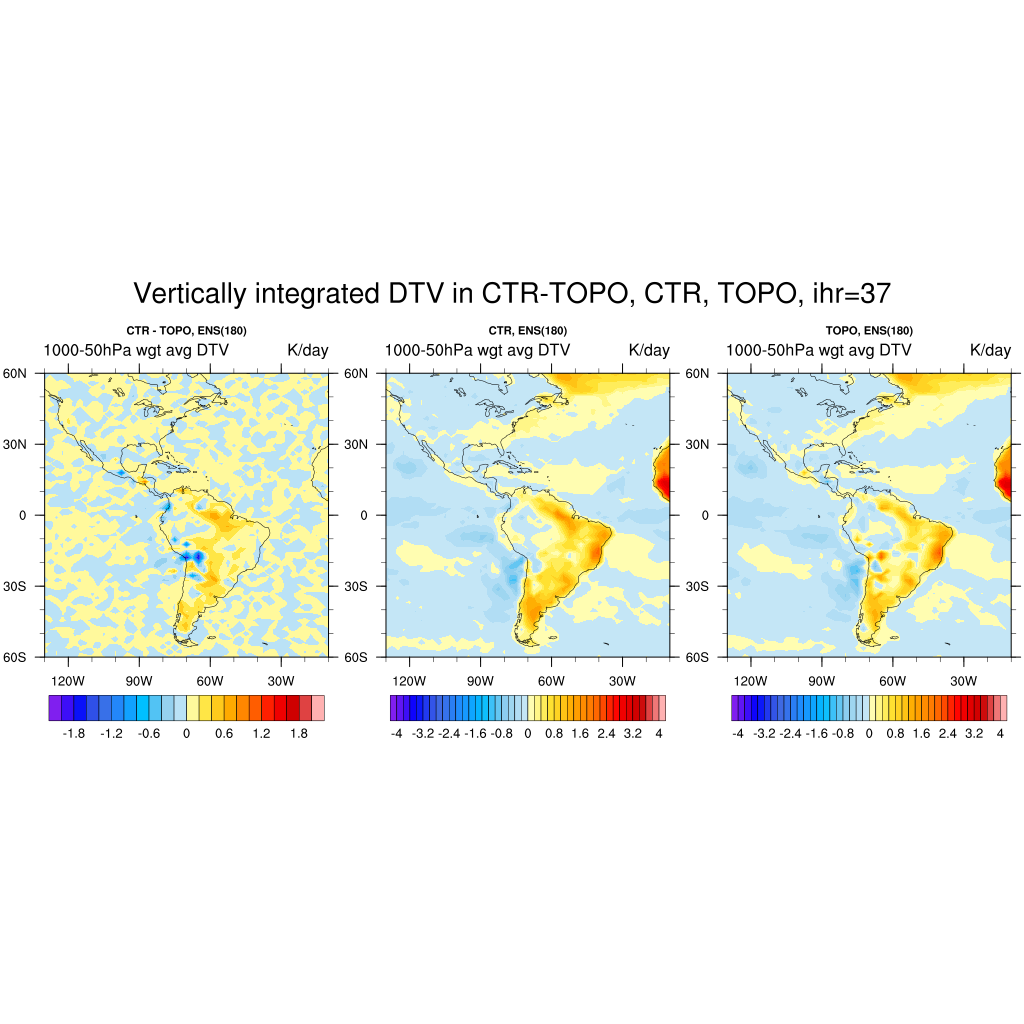 Vertically integrated DTV in CTR-TOPO, CTR, TOPO, ihr=37
CTR - TOPO, ENS(180)
1000-50hPa wgt avg DTV K/day
60N
30N
0
30S
60S
120W 90W 60W 30W
-1.8 -1.2 -0.6 0 0.6 1.2 1.8
CTR, ENS(180)
1000-50hPa wgt avg DTV K/day
60N
30N
0
30S
60S
120W 90W 60W 30W
-4 -3.2 -2.4 -1.6 -0.8 0 0.8 1.6 2.4 3.2 4
TOPO, ENS(180)
1000-50hPa wgt avg DTV K/day
60N
30N
0
30S
60S
120W 90W 60W 30W
-4 -3.2 -2.4 -1.6 -0.8 0 0.8 1.6 2.4 3.2 4